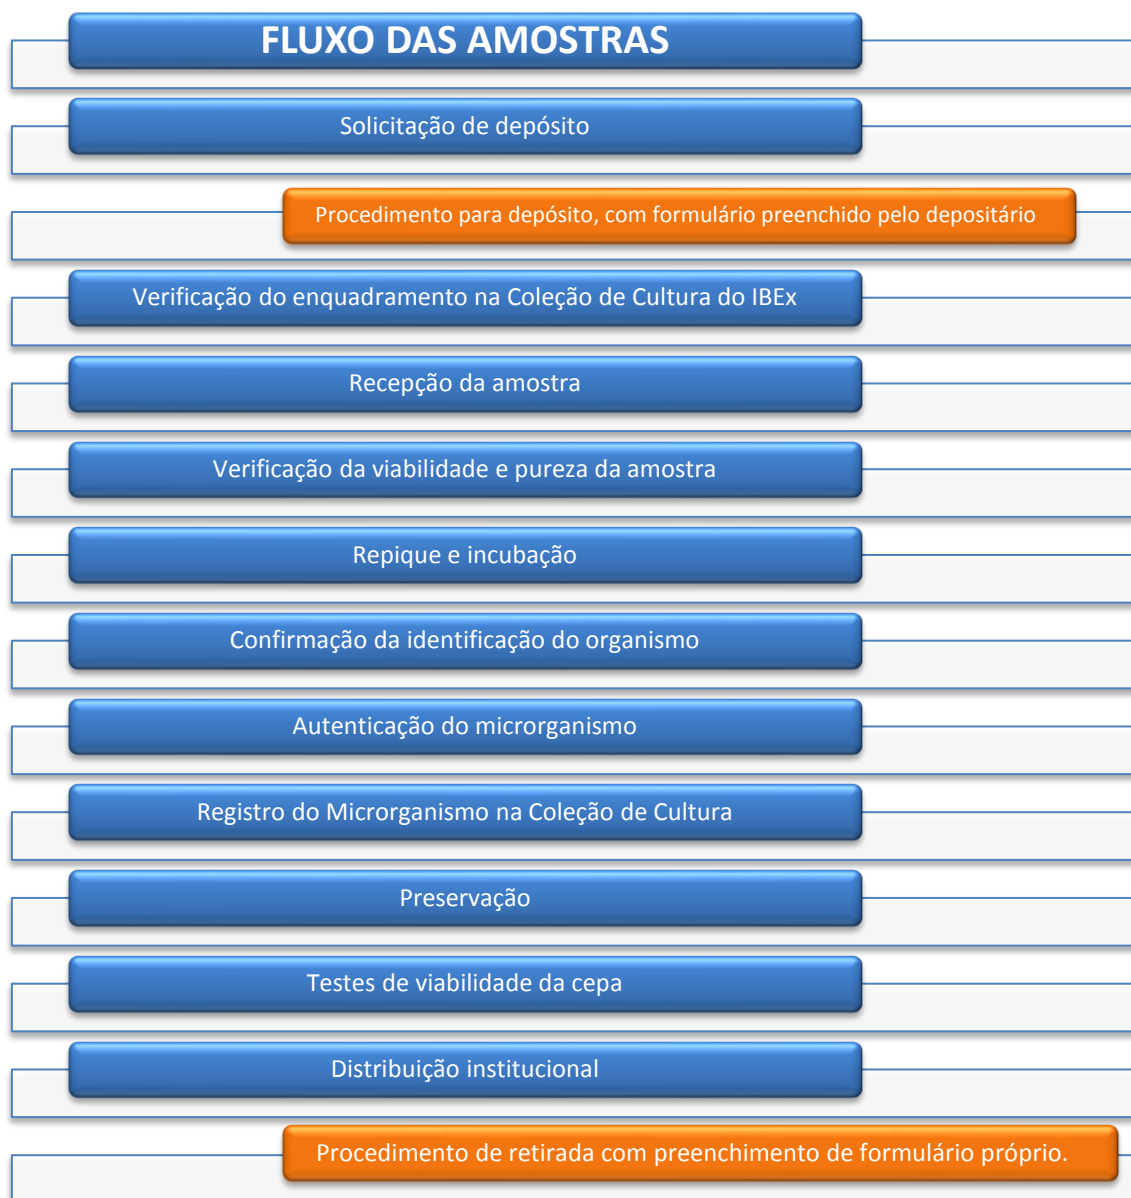 FLUXO DAS AMOSTRAS
Solicitação de depósito
Procedimento para depósito, com formulário preenchido pelo depositário
Verificação do enquadramento na Coleção de Cultura do IBEx
Recepção da amostra
Verificação da viabilidade e pureza da amostra
Repique e incubação
Confirmação da identificação do organismo
Autenticação do microrganismo
Registro do Microrganismo na Coleção de Cultura
Preservação
Testes de viabilidade da cepa
Distribuição institucional
Procedimento de retirada com preenchimento de formulário próprio.